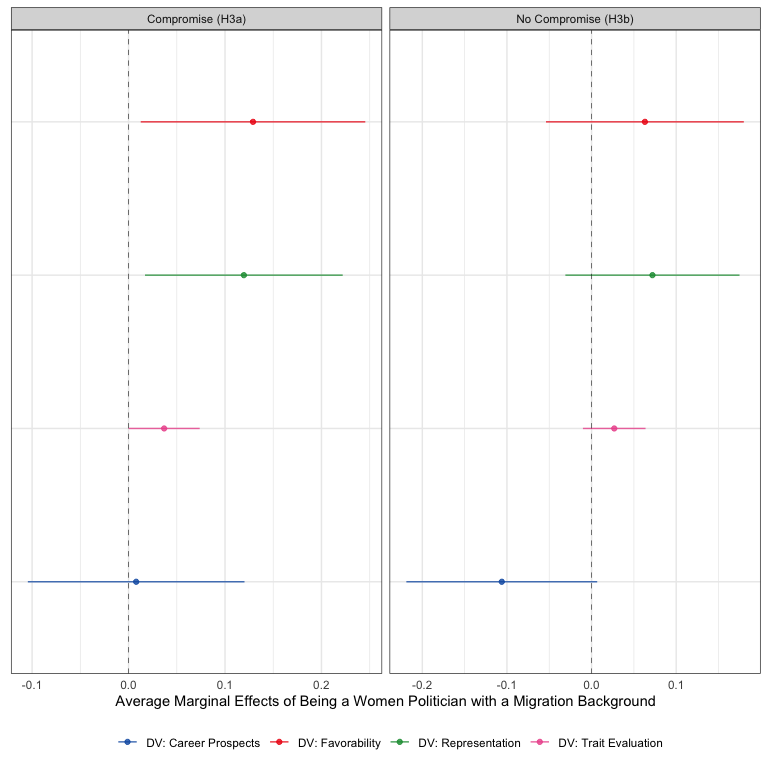 Compromise (H3a)
No Compromise (H3b)
-0.1 0.0 0.1 0.2
-0.2 -0.1 0.0 0.1
Average Marginal Effects of Being a Women Politician with a Migration Background
DV: Career Prospects DV: Favorability DV: Representation DV: Trait Evaluation